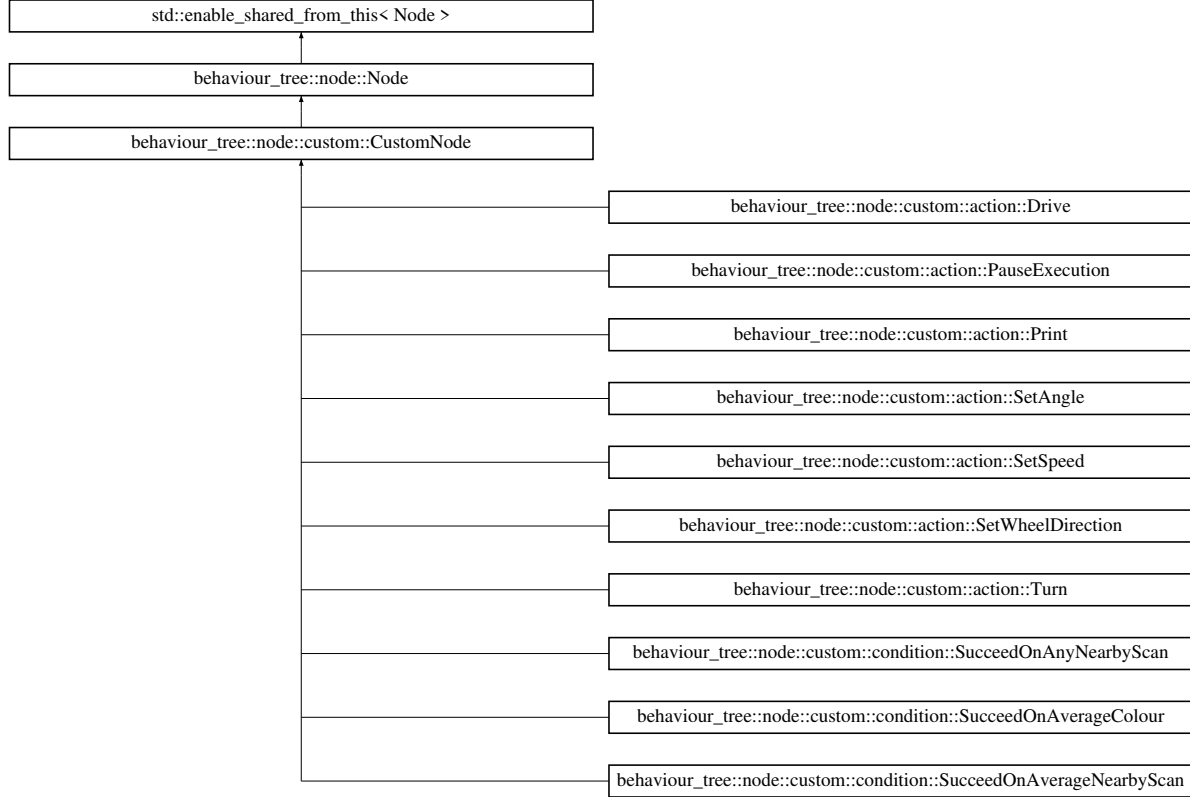 std::enable_shared_from_this< Node >
behaviour_tree::node::Node
behaviour_tree::node::custom::CustomNode
behaviour_tree::node::custom::action::Drive
behaviour_tree::node::custom::action::PauseExecution
behaviour_tree::node::custom::action::Print
behaviour_tree::node::custom::action::SetAngle
behaviour_tree::node::custom::action::SetSpeed
behaviour_tree::node::custom::action::SetWheelDirection
behaviour_tree::node::custom::action::Turn
behaviour_tree::node::custom::condition::SucceedOnAnyNearbyScan
behaviour_tree::node::custom::condition::SucceedOnAverageColour
behaviour_tree::node::custom::condition::SucceedOnAverageNearbyScan